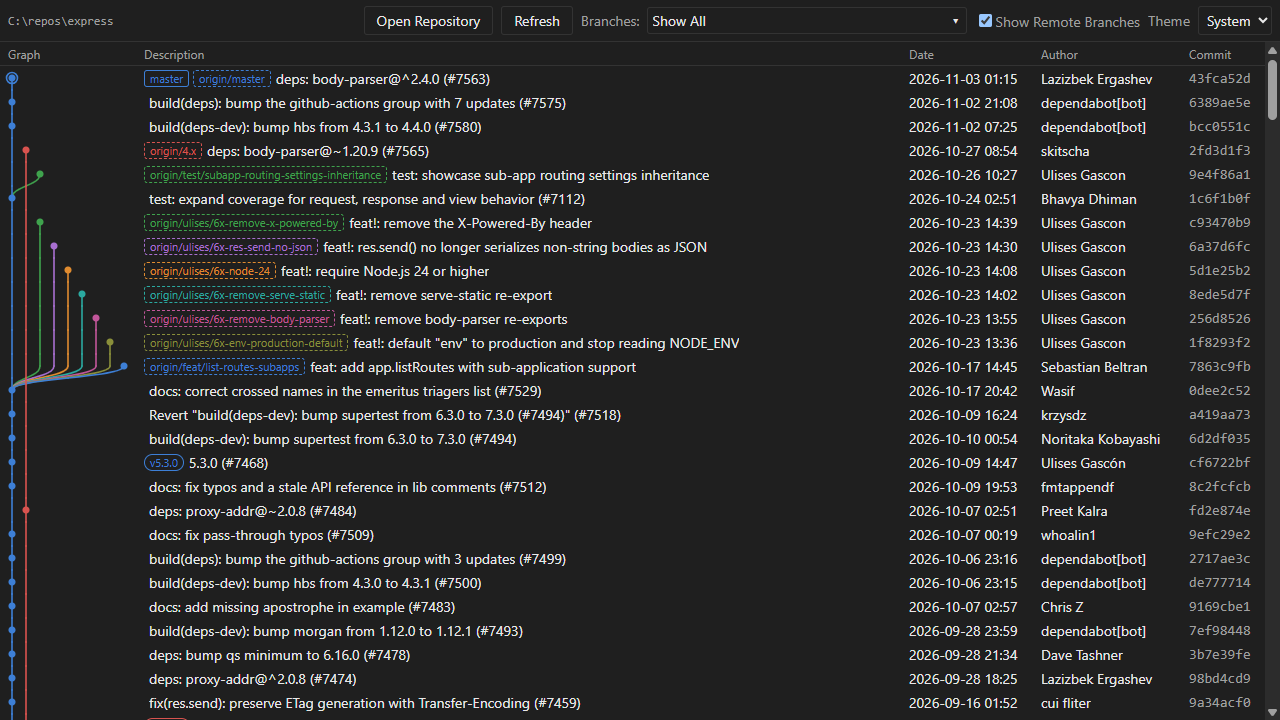 C:\repos\express Open Repository Refresh Branches: Show All Show Remote Branches Theme System
Graph Description Date Author Commit
master origin/master deps: body-parser@^2.4.0 (#7563) 2026-11-03 01:15 Lazizbek Ergashev 43fca52d
build(deps): bump the github-actions group with 7 updates (#7575) 2026-11-02 21:08 dependabot[bot] 6389ae5e
build(deps-dev): bump hbs from 4.3.1 to 4.4.0 (#7580) 2026-11-02 07:25 dependabot[bot] bcc0551c
origin/4.x deps: body-parser@~1.20.9 (#7565) 2026-10-27 08:54 skitscha 2fd3d1f3
origin/test/subapp-routing-settings-inheritance test: showcase sub-app routing settings inheritance 2026-10-26 10:27 Ulises Gascon 9e4f86a1
test: expand coverage for request, response and view behavior (#7112) 2026-10-24 02:51 Bhavya Dhiman 1c6f1b0f
origin/ulises/6x-remove-x-powered-by feat!: remove the X-Powered-By header 2026-10-23 14:39 Ulises Gascon c93470b9
origin/ulises/6x-res-send-no-json feat!: res.send() no longer serializes non-string bodies as JSON 2026-10-23 14:30 Ulises Gascon 6a37d6fc
origin/ulises/6x-node-24 feat!: require Node.js 24 or higher 2026-10-23 14:08 Ulises Gascon 5d1e25b2
origin/ulises/6x-remove-serve-static feat!: remove serve-static re-export 2026-10-23 14:02 Ulises Gascon 8ede5d7f
origin/ulises/6x-remove-body-parser feat!: remove body-parser re-exports 2026-10-23 13:55 Ulises Gascon 256d8526
origin/ulises/6x-env-production-default feat!: default "env" to production and stop reading NODE_ENV 2026-10-23 13:36 Ulises Gascon 1f8293f2
origin/feat/list-routes-subapps feat: add app.listRoutes with sub-application support 2026-10-17 14:45 Sebastian Beltran 7863c9fb
docs: correct crossed names in the emeritus triagers list (#7529) 2026-10-17 20:42 Wasif 0dee2c52
Revert "build(deps-dev): bump supertest from 6.3.0 to 7.3.0 (#7494)" (#7518) 2026-10-09 16:24 krzysdz a419aa73
build(deps-dev): bump supertest from 6.3.0 to 7.3.0 (#7494) 2026-10-10 00:54 Noritaka Kobayashi 6d2df035
v5.3.0 5.3.0 (#7468) 2026-10-09 14:47 Ulises Gascón cf6722bf
docs: fix typos and a stale API reference in lib comments (#7512) 2026-10-09 19:53 fmtappendf 8c2fcfcb
deps: proxy-addr@~2.0.8 (#7484) 2026-10-07 02:51 Preet Kalra fd2e874e
docs: fix pass-through typos (#7509) 2026-10-07 00:19 whoalin1 9efc29e2
build(deps): bump the github-actions group with 3 updates (#7499) 2026-10-06 23:16 dependabot[bot] 2717ae3c
build(deps-dev): bump hbs from 4.3.0 to 4.3.1 (#7500) 2026-10-06 23:15 dependabot[bot] de777714
docs: add missing apostrophe in example (#7483) 2026-10-07 02:57 Chris Z 9169cbe1
build(deps-dev): bump morgan from 1.12.0 to 1.12.1 (#7493) 2026-09-28 23:59 dependabot[bot] 7ef98448
deps: bump qs minimum to 6.16.0 (#7478) 2026-09-28 21:34 Dave Tashner 3b7e39fe
deps: proxy-addr@^2.0.8 (#7474) 2026-09-28 18:25 Lazizbek Ergashev 98bd4cd9
fix(res.send): preserve ETag generation with Transfer-Encoding (#7459) 2026-09-16 01:52 cui fliter 9a34acf0